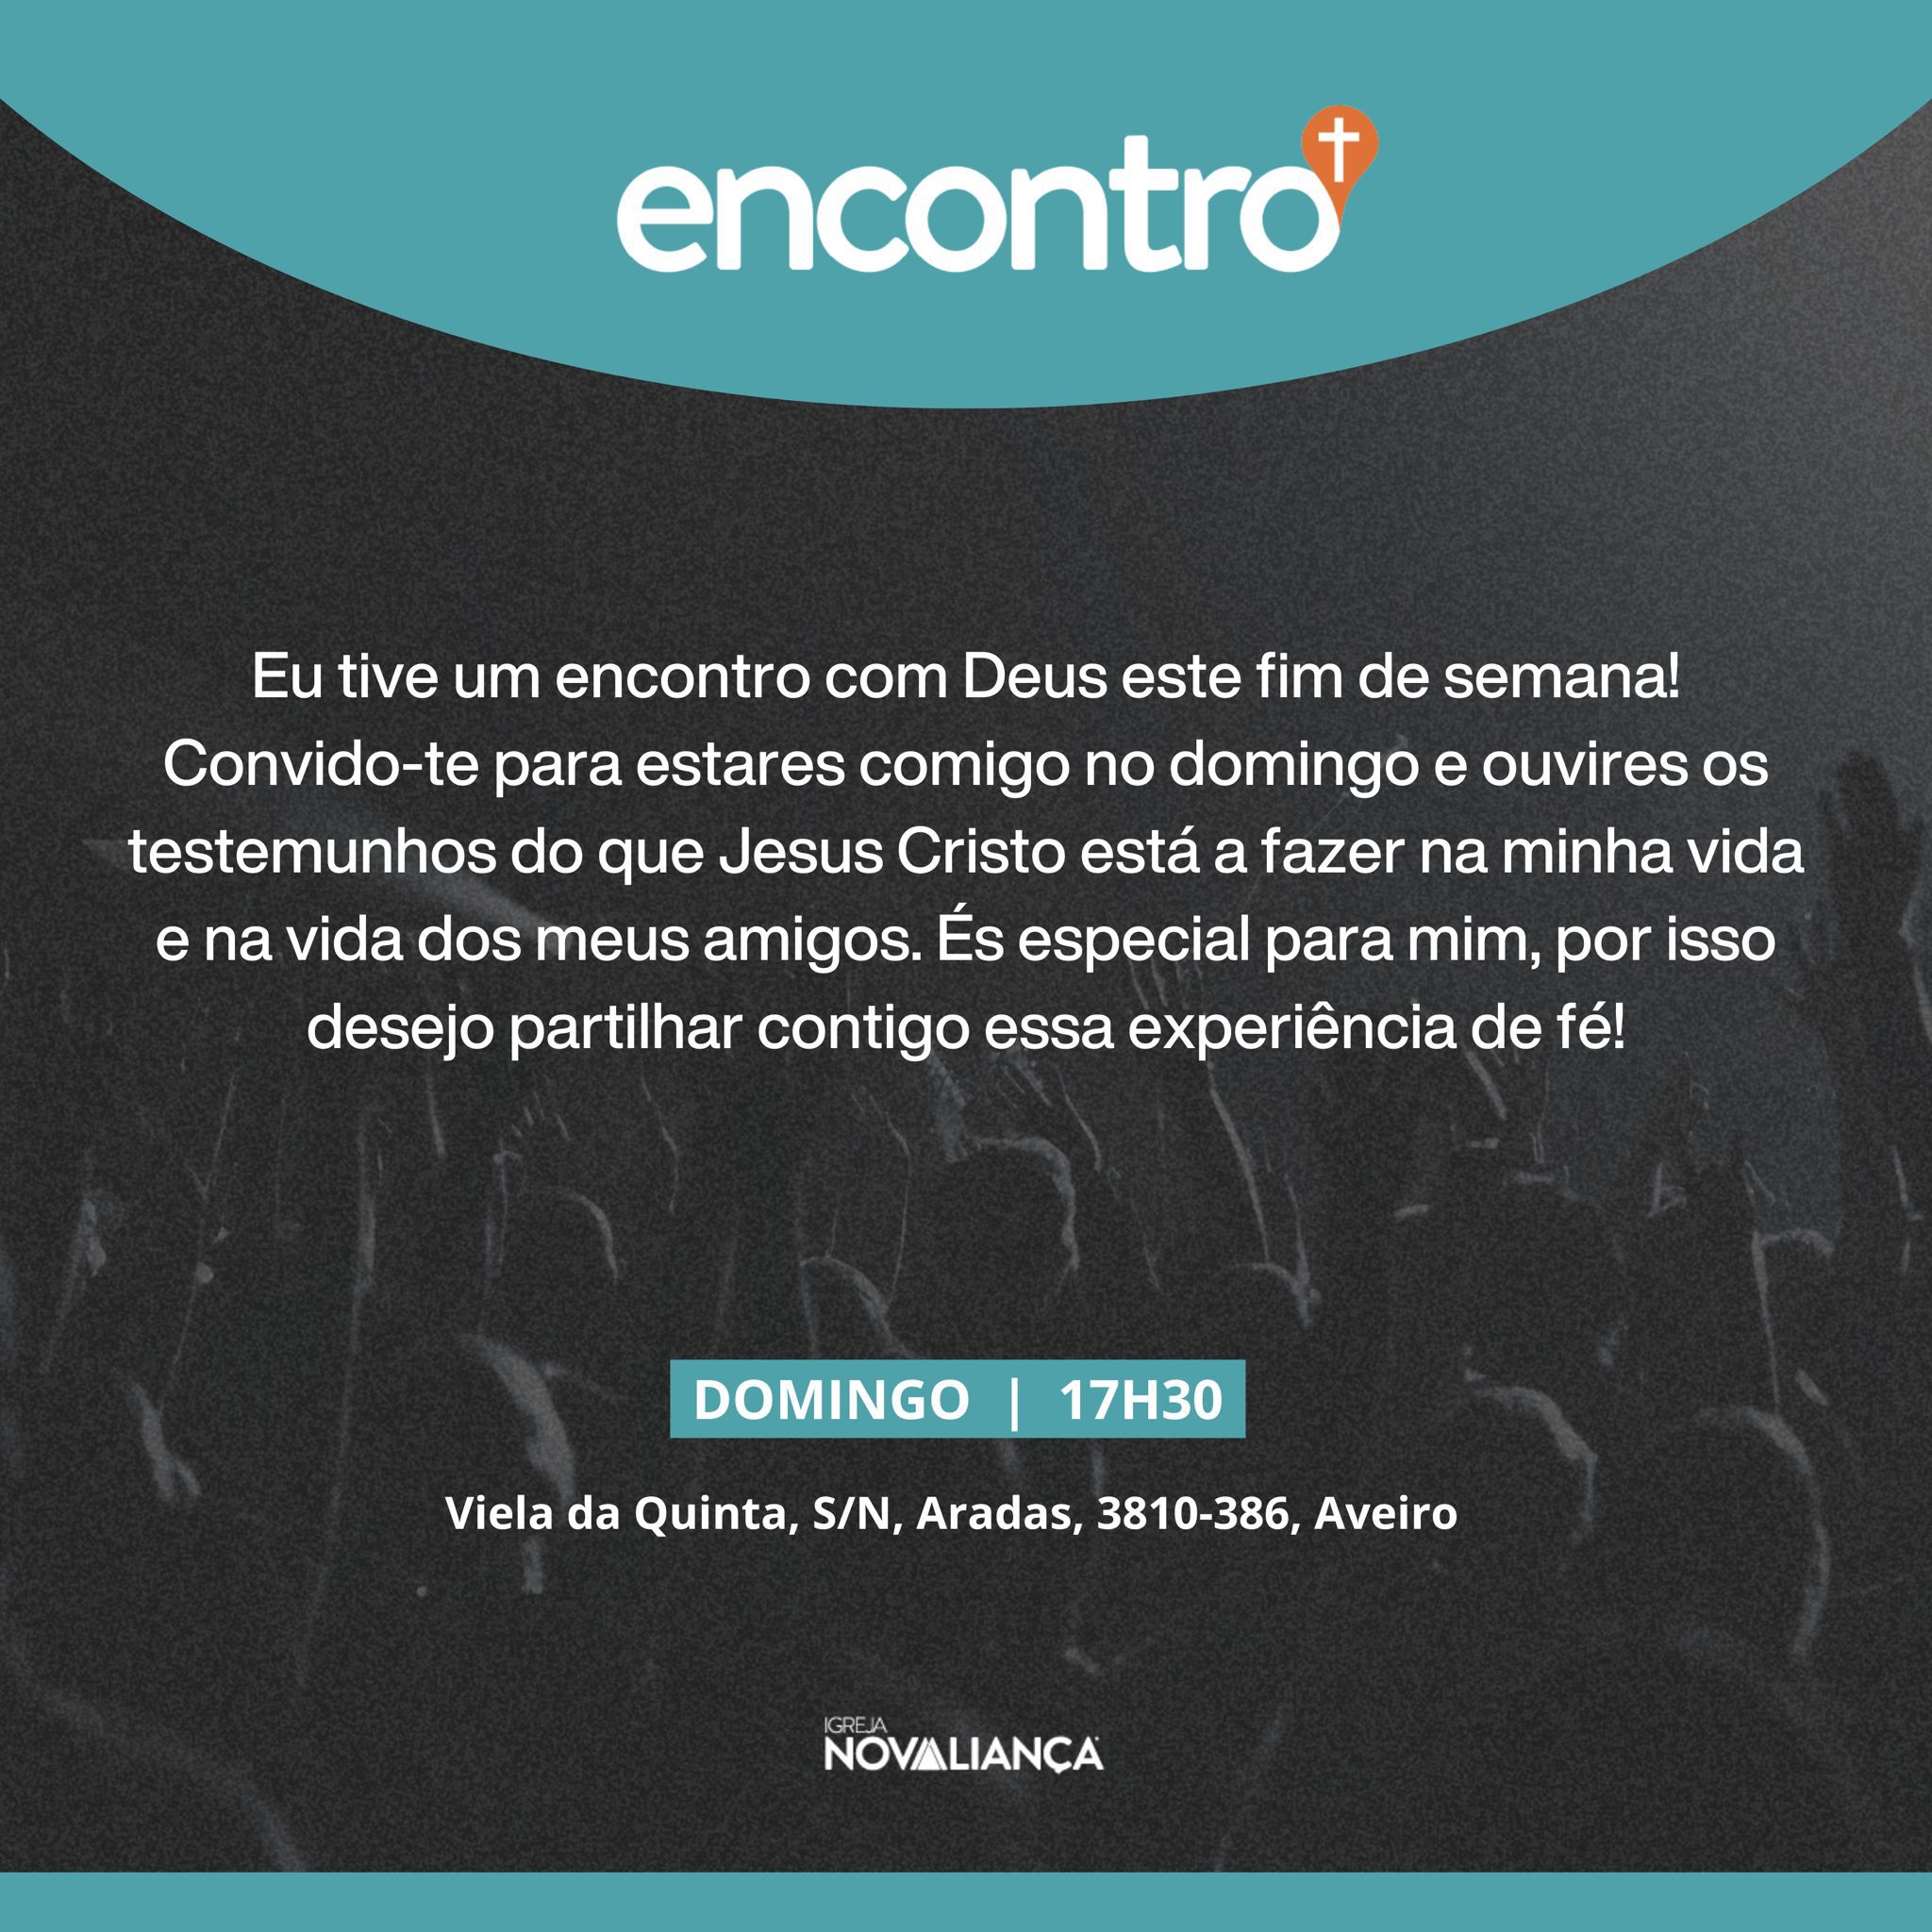 encontro
Eu tive um encontro com Deus este fim de semana!
Convido-te para estares comigo no domingo e ouvires os
testemunhos do que Jesus Cristo está a fazer na minha vida
e na vida dos meus amigos. És especial para mim, por isso
desejo partilhar contigo essa experiência de fé!
DOMINGO | 17H30
Viela da Quinta, S/N, Aradas, 3810-386, Aveiro
IGREJA
NOVALIANÇA